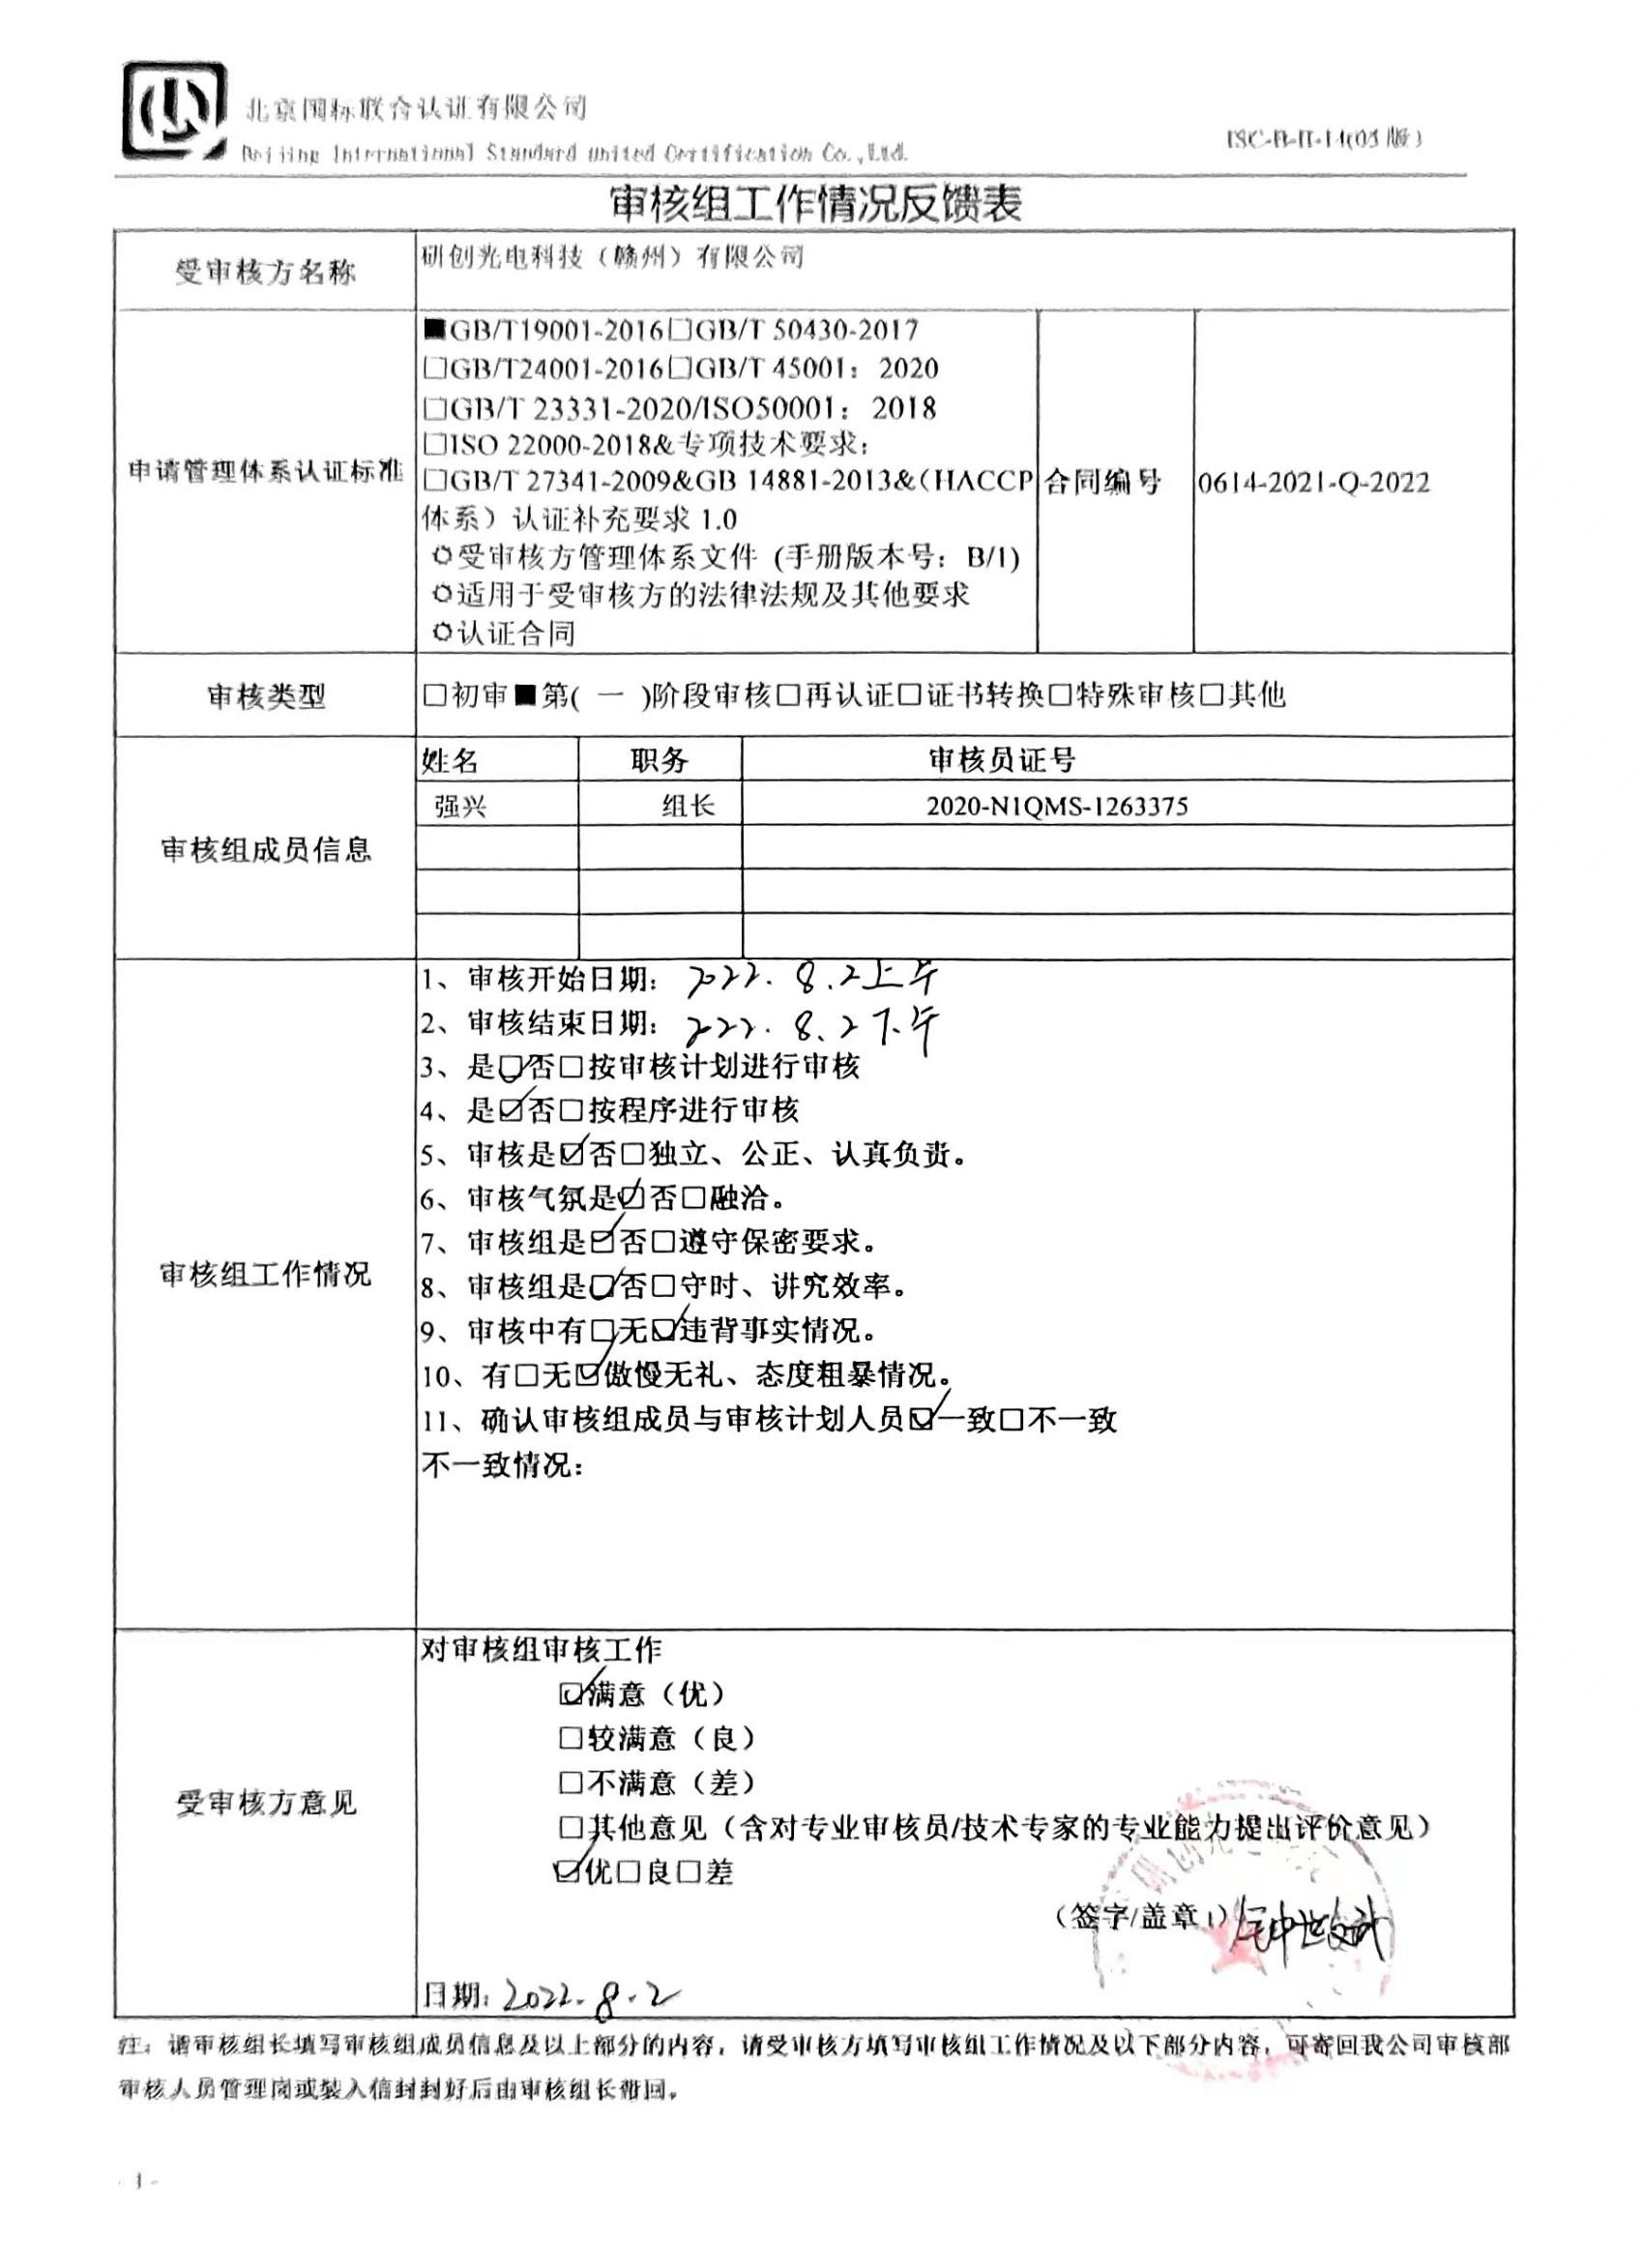 北京国标联合认证有限公司
Beijing International Standard united Certification Co.,Ltd.
ISC-B-II-14(03版)
审核组工作情况反馈表
受审核方名称
研创光电科技（赣州）有限公司
申请管理体系认证标准
■GB/T19001-2016□GB/T 50430-2017
□GB/T24001-2016□GB/T 45001：2020
□GB/T 23331-2020/ISO50001：2018
□ISO 22000-2018&专项技术要求；
□GB/T 27341-2009&GB 14881-2013&(HACCP
体系）认证补充要求 1.0
受审核方管理体系文件 (手册版本号：B/1)
适用于受审核方的法律法规及其他要求
认证合同
合同编号
0614-2021-Q-2022
审核类型
□初审■第( 一 )阶段审核□再认证□证书转换□特殊审核□其他
审核组成员信息
姓名 职务 审核员证号
强兴 组长 2020-N1QMS-1263375
审核组工作情况
1、审核开始日期：2022.8.2上午
2、审核结束日期：2022.8.2下午
3、是☑否□按审核计划进行审核
4、是☑否□按程序进行审核
5、审核是☑否□独立、公正、认真负责。
6、审核气氛是☑否□融洽。
7、审核组是☑否□遵守保密要求。
8、审核组是☑否□守时、讲究效率。
9、审核中有□无☑违背事实情况。
10、有□无☑傲慢无礼、态度粗暴情况。
11、确认审核组成员与审核计划人员☑一致□不一致
不一致情况：
受审核方意见
对审核组审核工作
☑满意（优）
□较满意（良）
□不满意（差）
□其他意见（含对专业审核员/技术专家的专业能力提出评价意见）
☑优□良□差
（签字/盖章）
日期：2022.8.2
注：请审核组长填写审核组成员信息及以上部分的内容，请受审核方填写审核组工作情况及以下部分内容，可寄回我公司审核部
审核人员管理岗或装入信封封好后由审核组长带回。
- 1 -